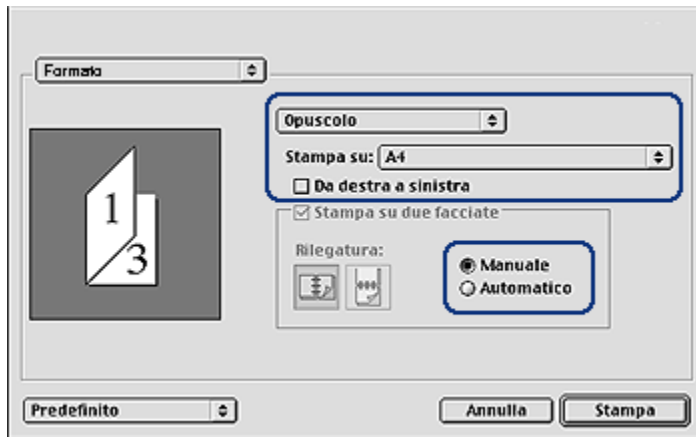 Formato
Opuscolo
Stampa su: A4
Da destra a sinistra
Stampa su due facciate
Rilegatura:
Manuale
Automatico
1
3
Predefinito
Annulla
Stampa